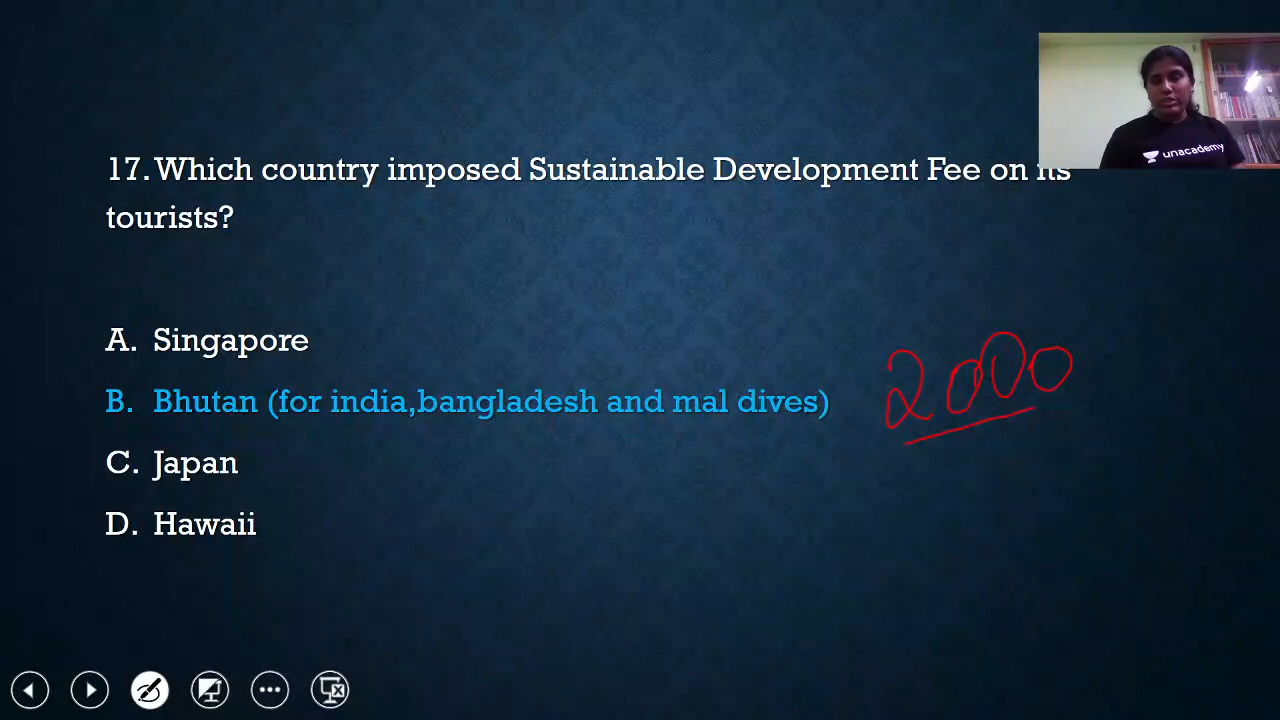 unacademy
17. Which country imposed Sustainable Development Fee on its
tourists?
A. Singapore
B. Bhutan (for india,bangladesh and mal dives)
2000
C. Japan
D. Hawaii